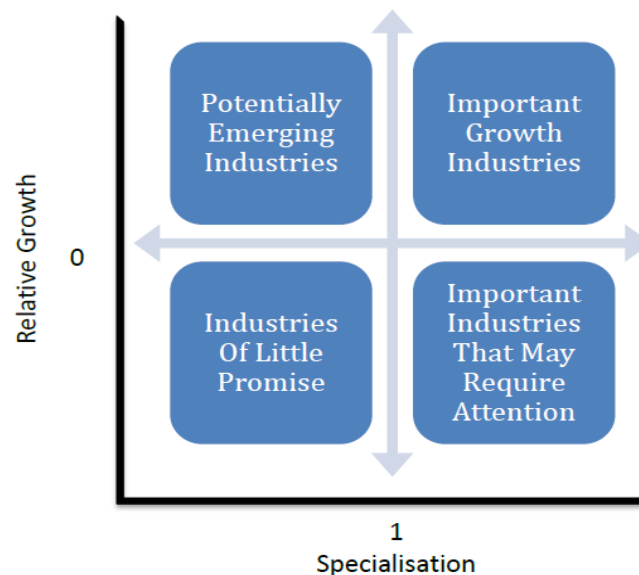 Potentially
Emerging
Industries
Important
Growth
Industries
Relative Growth
0
Industries
Of Little
Promise
Important
Industries
That May
Require
Attention
1
Specialisation